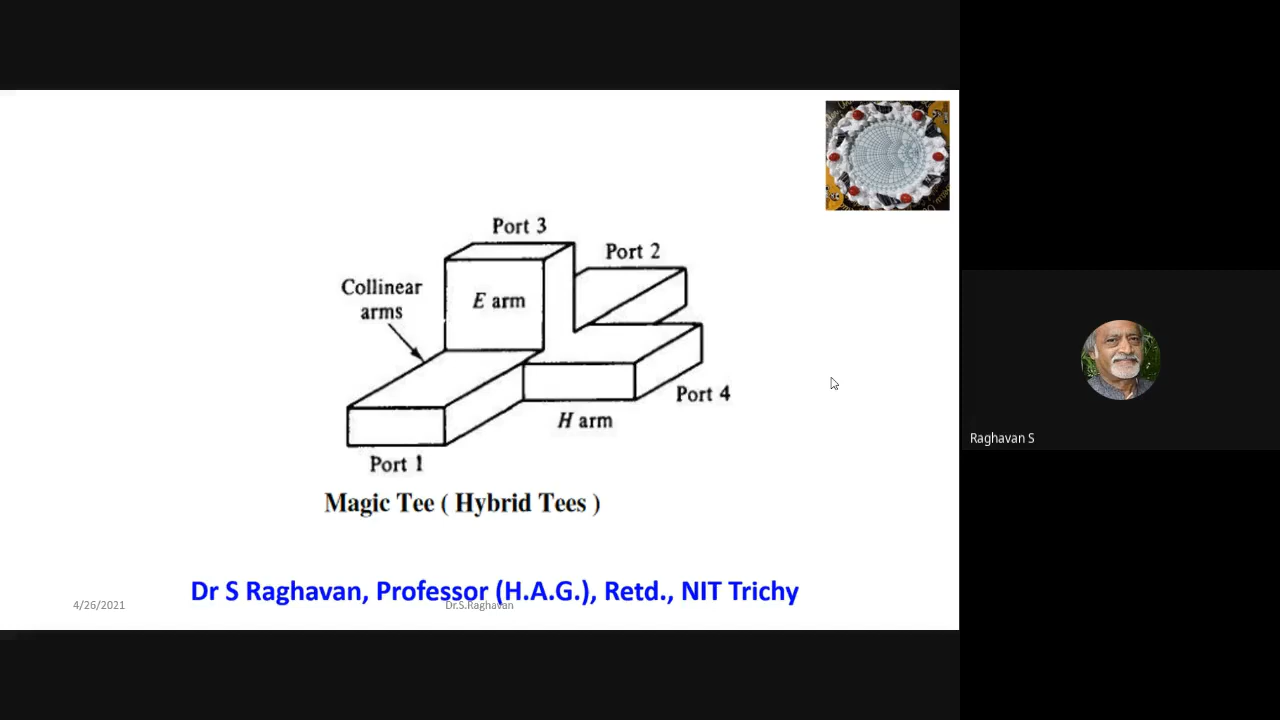 Port 3
Port 2
Collinear
arms
E arm
Port 4
H arm
Port 1
Magic Tee ( Hybrid Tees )
Dr S Raghavan, Professor (H.A.G.), Retd., NIT Trichy
4/26/2021
Dr.S.Raghavan
Raghavan S